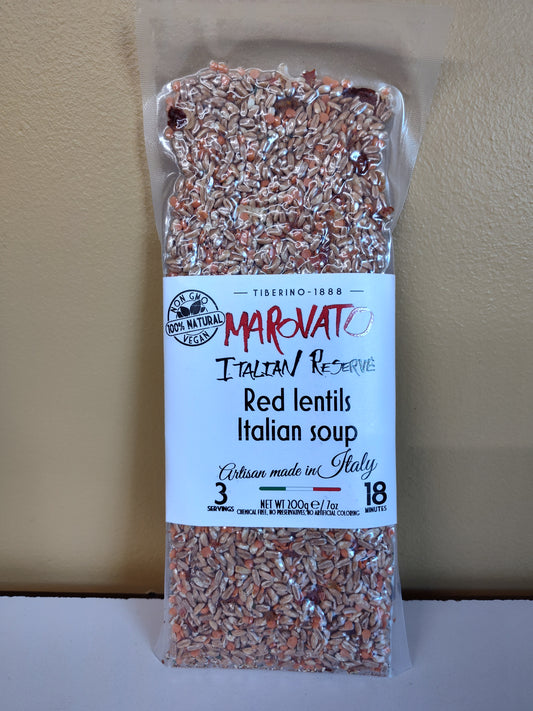 — TIBERINO-1888 —
NON GMO
100% NATURAL
VEGAN
MAROVATO
ITALIAN RESERVE
Red lentils
Italian soup
Artisan made in Italy
3
SERVINGS
NET WT 200g e / 7oz
CHEMICAL FREE, NO PRESERVATIVES, NO ARTIFICIAL COLORING
18
MINUTES